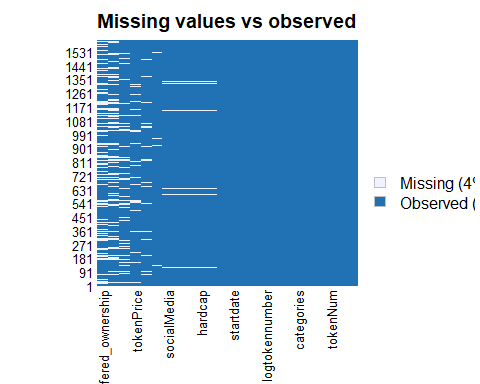 Missing values vs observed
1531
1441
1351
1261
1171
1081
991
901
811
721
631
541
451
361
271
181
91
1
Missing (4%
Observed (
fered_ownership
tokenPrice
socialMedia
hardcap
startdate
logtokennumber
categories
tokenNum